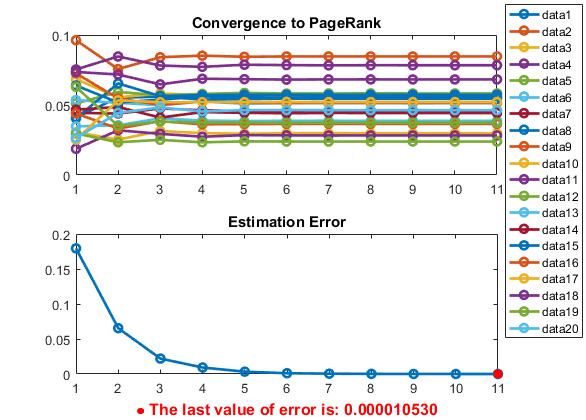 Convergence to PageRank
0.1
0.05
0
1 2 3 4 5 6 7 8 9 10 11
Estimation Error
0.2
0.15
0.1
0.05
0
1 2 3 4 5 6 7 8 9 10 11
● The last value of error is: 0.000010530
data1
data2
data3
data4
data5
data6
data7
data8
data9
data10
data11
data12
data13
data14
data15
data16
data17
data18
data19
data20